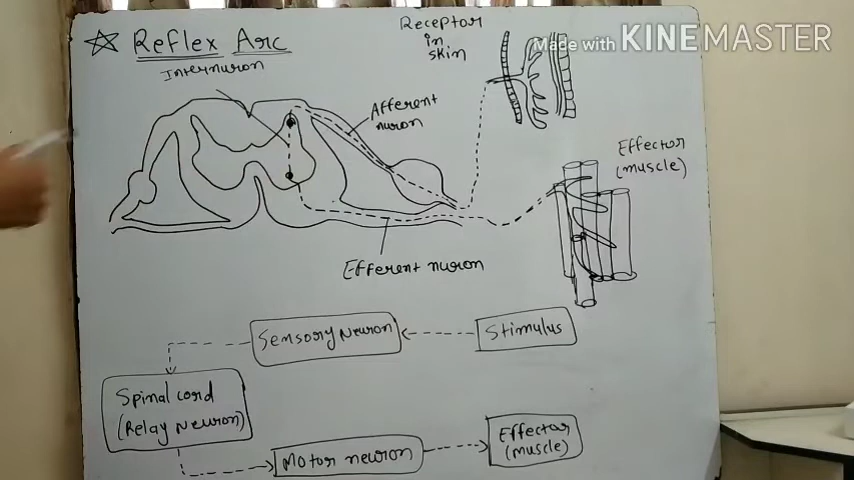 Reflex Arc
Internuron
Receptor
in
skin
Made with KINEMASTER
Afferent
nuron
Effector
(muscle)
Efferent nuron
Sensory Neuron
Stimulus
Spinal cord
(Relay Neuron)
Motor neuron
Effector
(muscle)